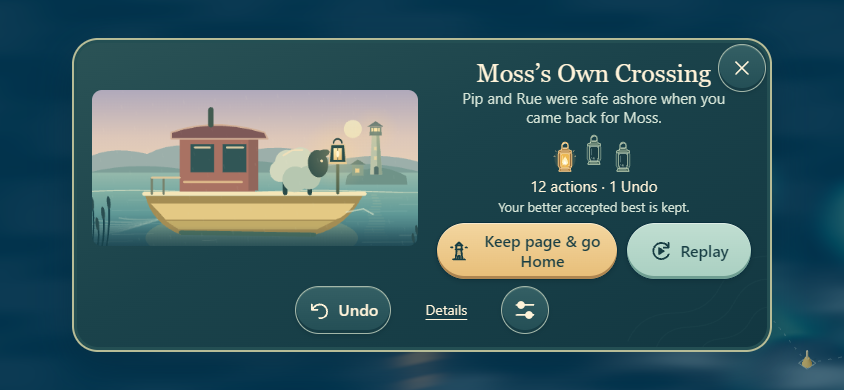 Moss’s Own Crossing
Pip and Rue were safe ashore when you
came back for Moss.
12 actions · 1 Undo
Your better accepted best is kept.
Keep page & go
Home
Replay
Undo
Details